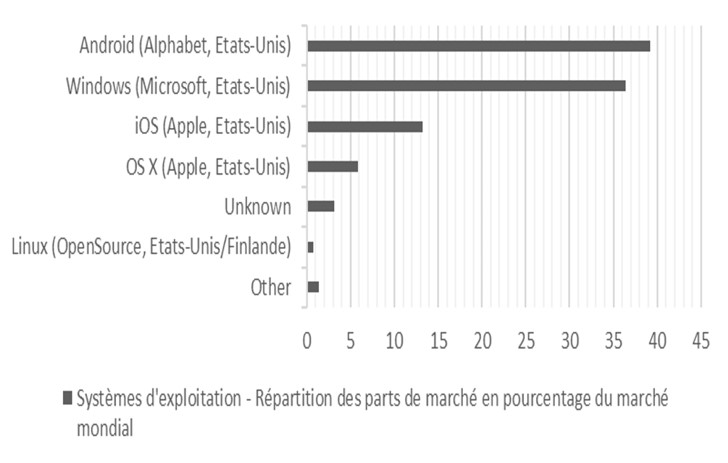 Android (Alphabet, Etats-Unis)
Windows (Microsoft, Etats-Unis)
iOS (Apple, Etats-Unis)
OS X (Apple, Etats-Unis)
Unknown
Linux (OpenSource, Etats-Unis/Finlande)
Other
0 5 10 15 20 25 30 35 40 45
Systèmes d'exploitation - Répartition des parts de marché en pourcentage du marché
mondial